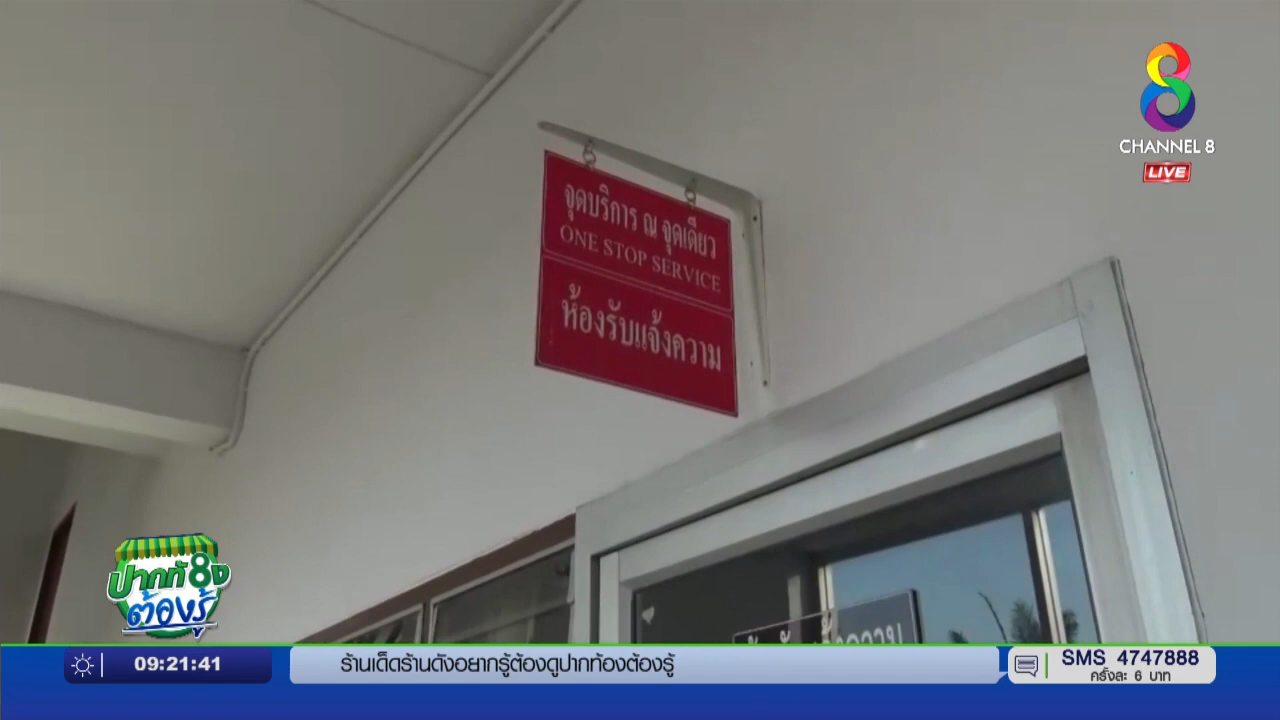 CHANNEL 8
LIVE
จุดบริการ ณ จุดเดียว
ONE STOP SERVICE
ห้องรับแจ้งความ
ปากท้8ง
ต้องรู้
09:21:41
ร้านเด็ดร้านดังอยากรู้ต้องดูปากท้องต้องรู้
SMS 4747888
ครั้งละ 6 บาท